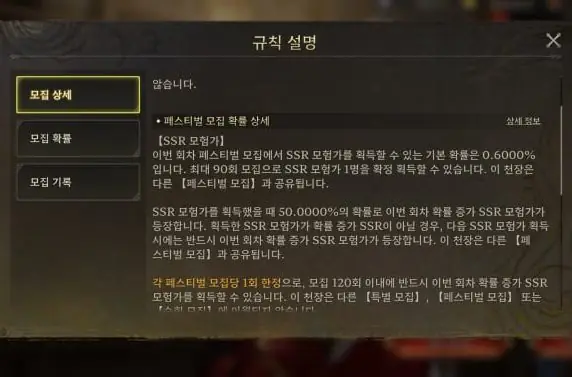 규칙 설명
모집 상세
모집 확률
모집 기록
않습니다.
• 페스티벌 모집 확률 상세
상세 정보
【SSR 모험가】
이번 회차 페스티벌 모집에서 SSR 모험가를 획득할 수 있는 기본 확률은 0.6000%
입니다. 최대 90회 모집으로 SSR 모험가 1명을 확정 획득할 수 있습니다. 이 천장은
다른 【페스티벌 모집】과 공유됩니다.
SSR 모험가를 획득했을 때 50.0000%의 확률로 이번 회차 확률 증가 SSR 모험가가
등장합니다. 획득한 SSR 모험가가 확률 증가 SSR이 아닐 경우, 다음 SSR 모험가 획득
시에는 반드시 이번 회차 확률 증가 SSR 모험가가 등장합니다. 이 천장은 다른 【페
스티벌 모집】과 공유됩니다.
각 페스티벌 모집당 1회 한정으로, 모집 120회 이내에 반드시 이번 회차 확률 증가 SSR
모험가를 획득할 수 있습니다. 이 천장은 다른 【특별 모집】, 【페스티벌 모집】 또는